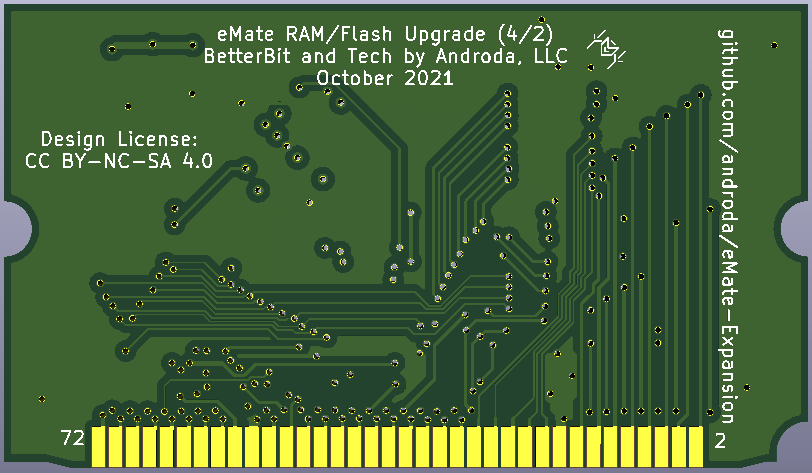 eMate RAM/Flash Upgrade (4/2)
BetterBit and Tech by Androda, LLC
October 2021
Design License:
CC BY-NC-SA 4.0
github.com/androda/eMate-Expansion
72
2